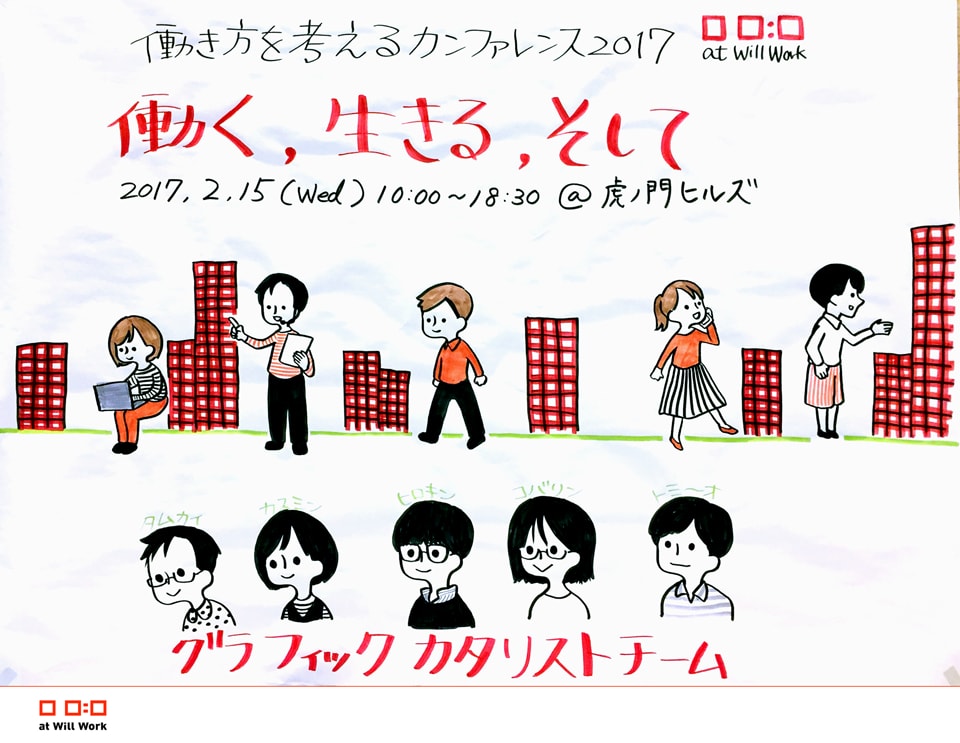 働き方を考えるカンファレンス2017
at Will Work
働く,生きる,そして
2017.2.15(Wed) 10:00~18:30 @虎ノ門ヒルズ
タムカイ
カスミン
ヒロキン
コバリン
トミーオ
グラフィックカタリストチーム
at Will Work